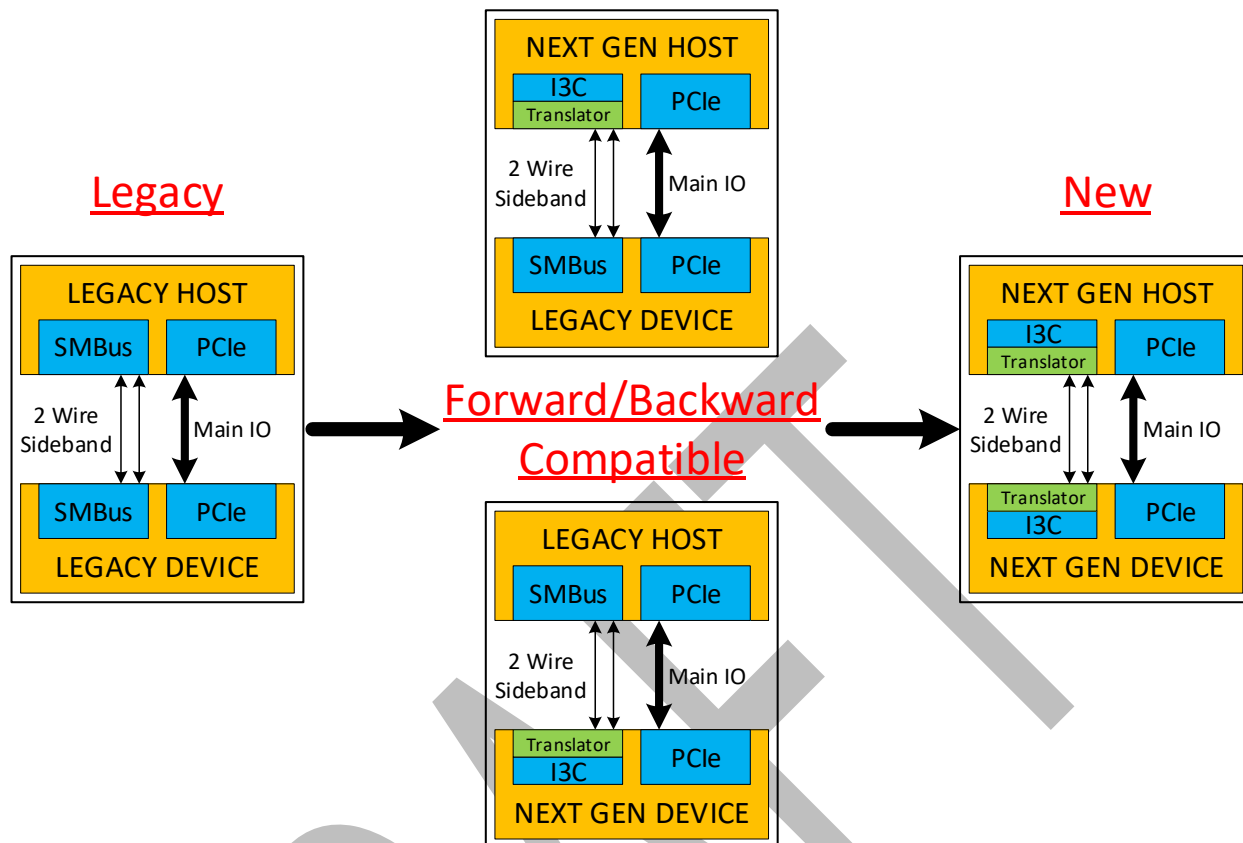 Legacy
LEGACY HOST
SMBus
PCIe
2 Wire
Sideband
Main IO
SMBus
PCIe
LEGACY DEVICE
NEXT GEN HOST
I3C
Translator
PCIe
2 Wire
Sideband
Main IO
SMBus
PCIe
LEGACY DEVICE
Forward/Backward
Compatible
LEGACY HOST
SMBus
PCIe
2 Wire
Sideband
Main IO
Translator
I3C
PCIe
NEXT GEN DEVICE
New
NEXT GEN HOST
I3C
Translator
PCIe
2 Wire
Sideband
Main IO
Translator
I3C
PCIe
NEXT GEN DEVICE